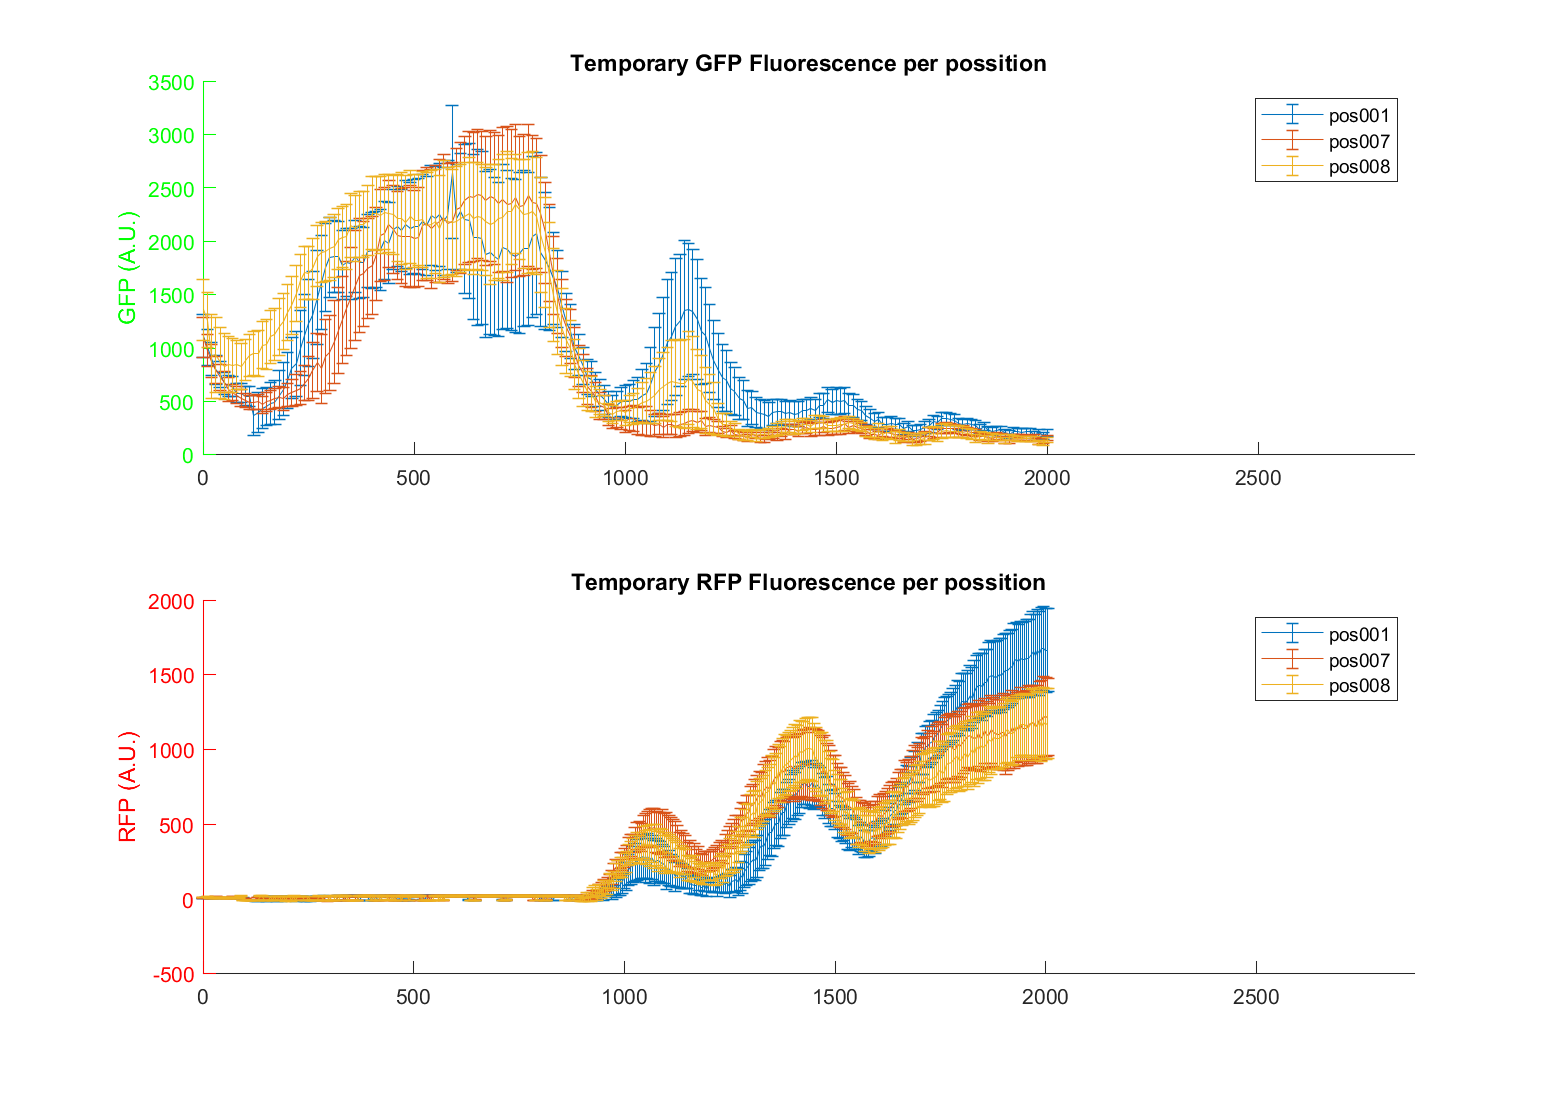 Temporary GFP Fluorescence per possition
3500
3000
2500
2000
1500
1000
500
0
GFP (A.U.)
0 500 1000 1500 2000 2500
pos001
pos007
pos008
Temporary RFP Fluorescence per possition
2000
1500
1000
500
0
-500
RFP (A.U.)
0 500 1000 1500 2000 2500
pos001
pos007
pos008